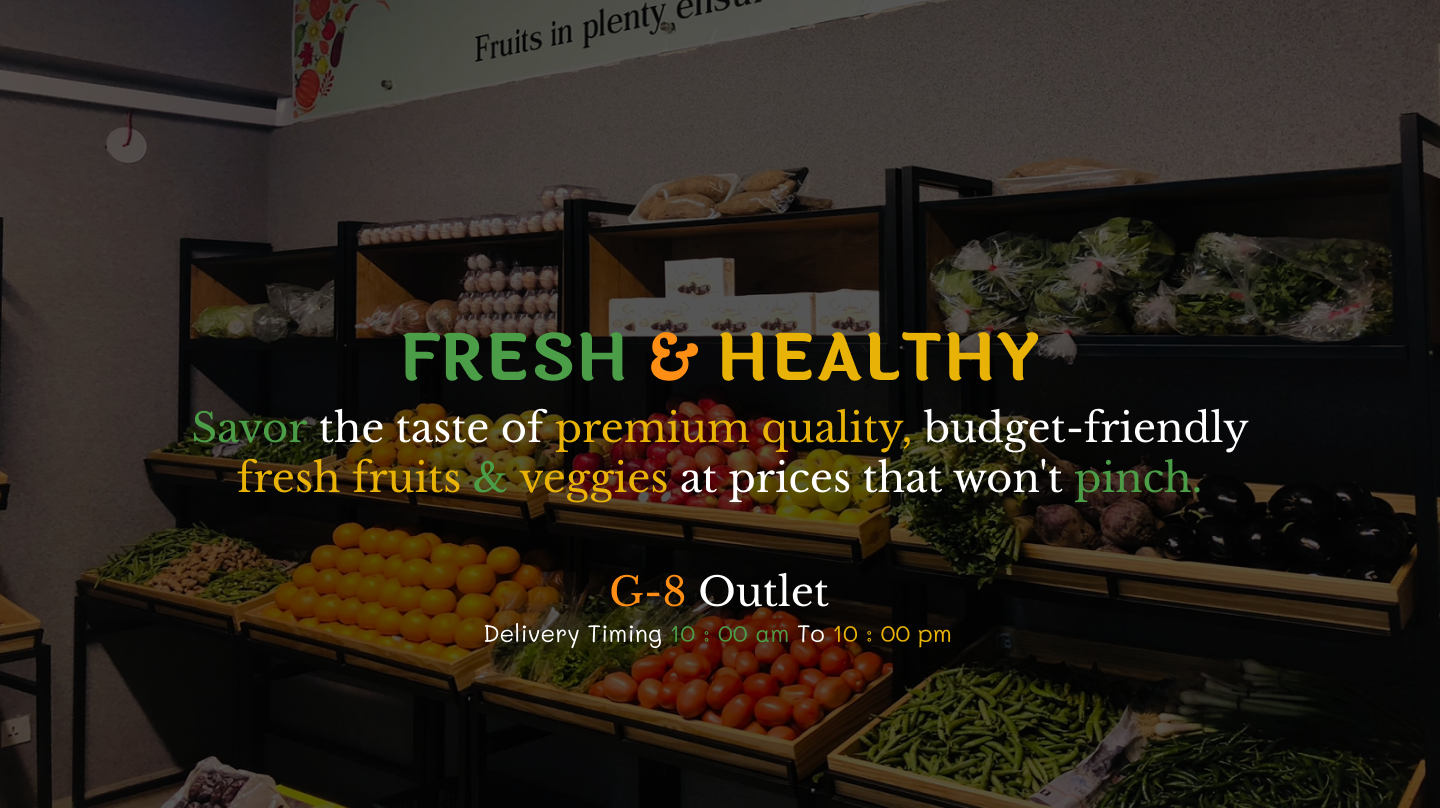 Fruits in plenty
FRESH & HEALTHY
Savor the taste of premium quality, budget-friendly
fresh fruits & veggies at prices that won't pinch.
G-8 Outlet
Delivery Timing 10 : 00 am To 10 : 00 pm